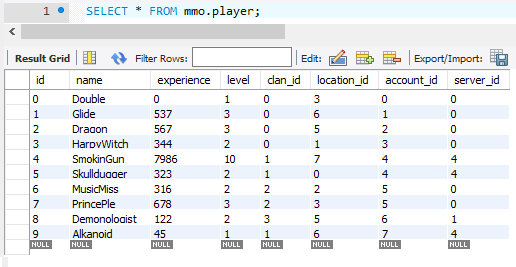 1 SELECT * FROM mmo.player;
Result Grid Filter Rows: Edit: Export/Import:
id name experience level clan_id location_id account_id server_id
0 Double 0 1 0 3 0 0
1 Glide 537 3 0 6 1 0
2 Dragon 567 3 0 5 2 0
3 HarpyWitch 344 2 0 1 3 0
4 SmokinGun 7986 10 1 7 4 4
5 Skulldugger 323 2 1 0 4 4
6 MusicMiss 316 2 2 2 5 0
7 PrincePle 678 3 2 3 5 0
8 Demonologist 122 2 3 5 6 1
9 Alkanoid 45 1 1 6 7 4
NULL NULL NULL NULL NULL NULL NULL NULL